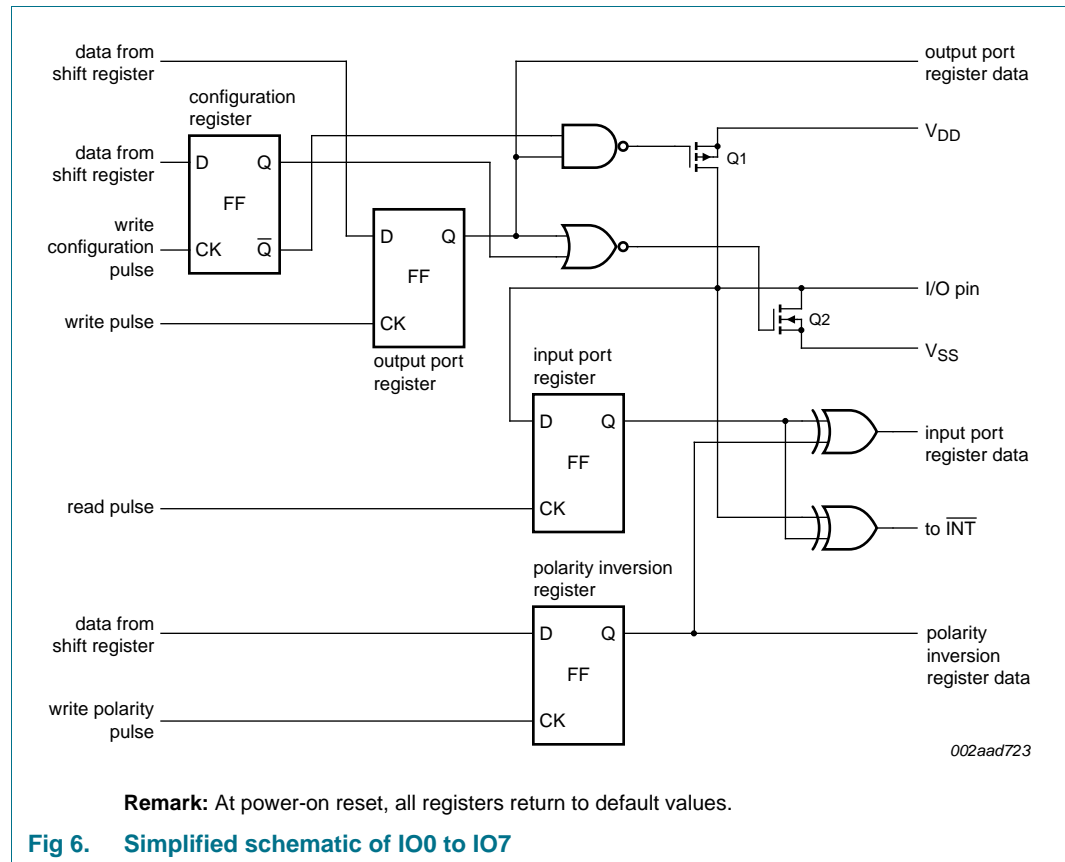 data from
shift register
output port
register data
configuration
register
V_DD
Q1
data from
shift register
D
Q
FF
write
configuration
pulse
CK
Q̅
D
Q
FF
CK
I/O pin
Q2
write pulse
V_SS
output port
register
input port
register
D
Q
FF
CK
input port
register data
read pulse
to I̅N̅T̅
polarity inversion
register
data from
shift register
D
Q
FF
CK
polarity
inversion
register data
write polarity
pulse
002aad723
Remark: At power-on reset, all registers return to default values.
Fig 6. Simplified schematic of IO0 to IO7